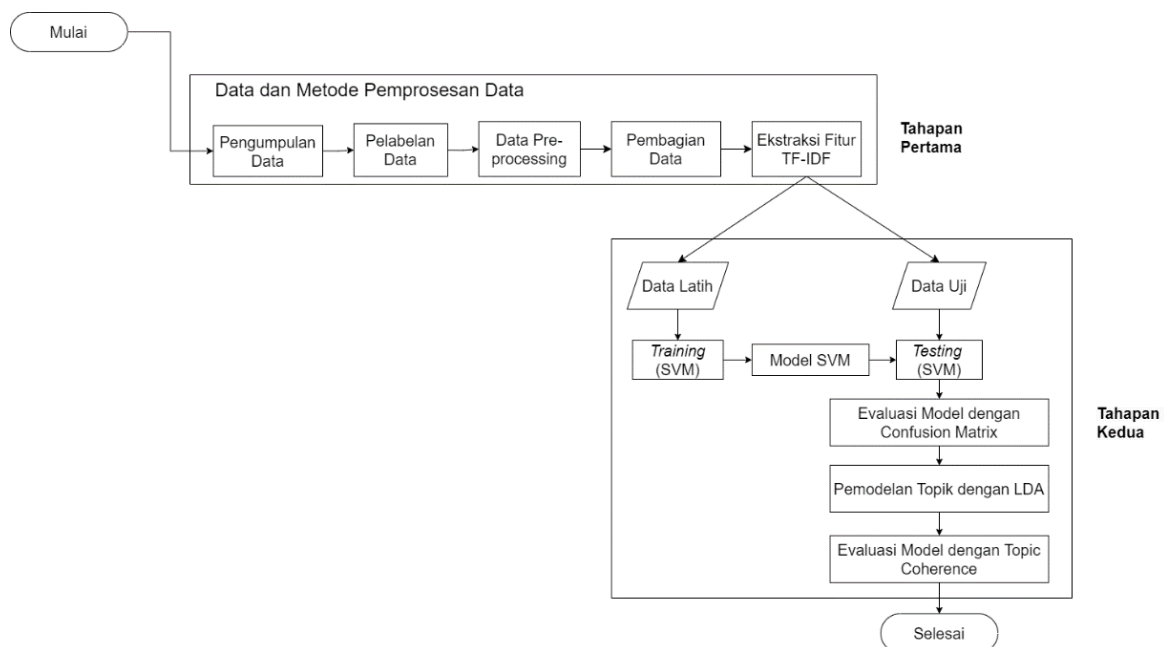 Mulai
Data dan Metode Pemprosesan Data
Pengumpulan
Data
Pelabelan
Data
Data Pre-
processing
Pembagian
Data
Ekstraksi Fitur
TF-IDF
Tahapan
Pertama
Data Latih
Data Uji
Training
(SVM)
Model SVM
Testing
(SVM)
Evaluasi Model dengan
Confusion Matrix
Tahapan
Kedua
Pemodelan Topik dengan LDA
Evaluasi Model dengan Topic
Coherence
Selesai